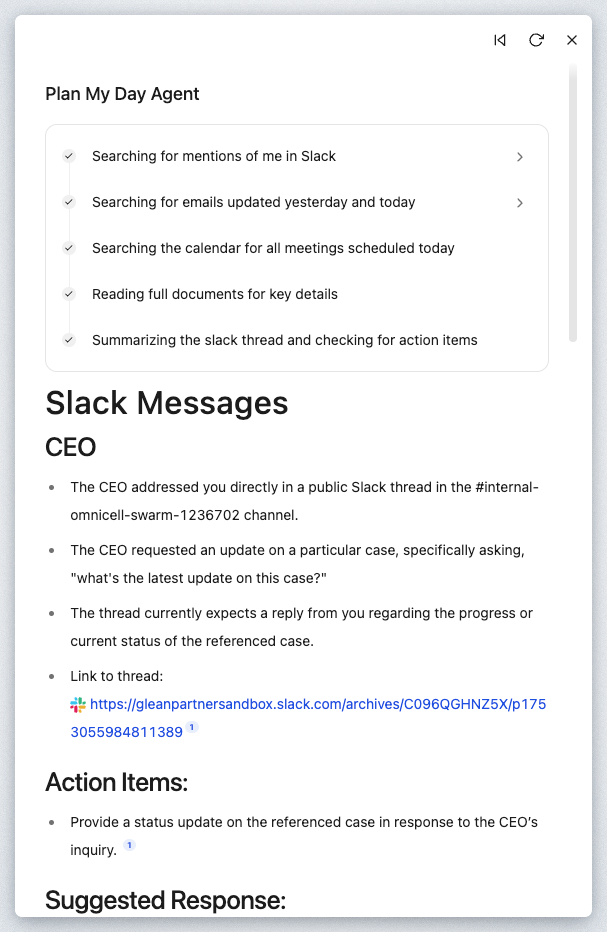 Plan My Day Agent
Searching for mentions of me in Slack
Searching for emails updated yesterday and today
Searching the calendar for all meetings scheduled today
Reading full documents for key details
Summarizing the slack thread and checking for action items
Slack Messages
CEO
The CEO addressed you directly in a public Slack thread in the #internal-
omnicell-swarm-1236702 channel.
The CEO requested an update on a particular case, specifically asking,
"what's the latest update on this case?"
The thread currently expects a reply from you regarding the progress or
current status of the referenced case.
Link to thread:
https://gleanpartnersandbox.slack.com/archives/C096QGHNZ5X/p175
3055984811389 1
Action Items:
Provide a status update on the referenced case in response to the CEO’s
inquiry. 1
Suggested Response: